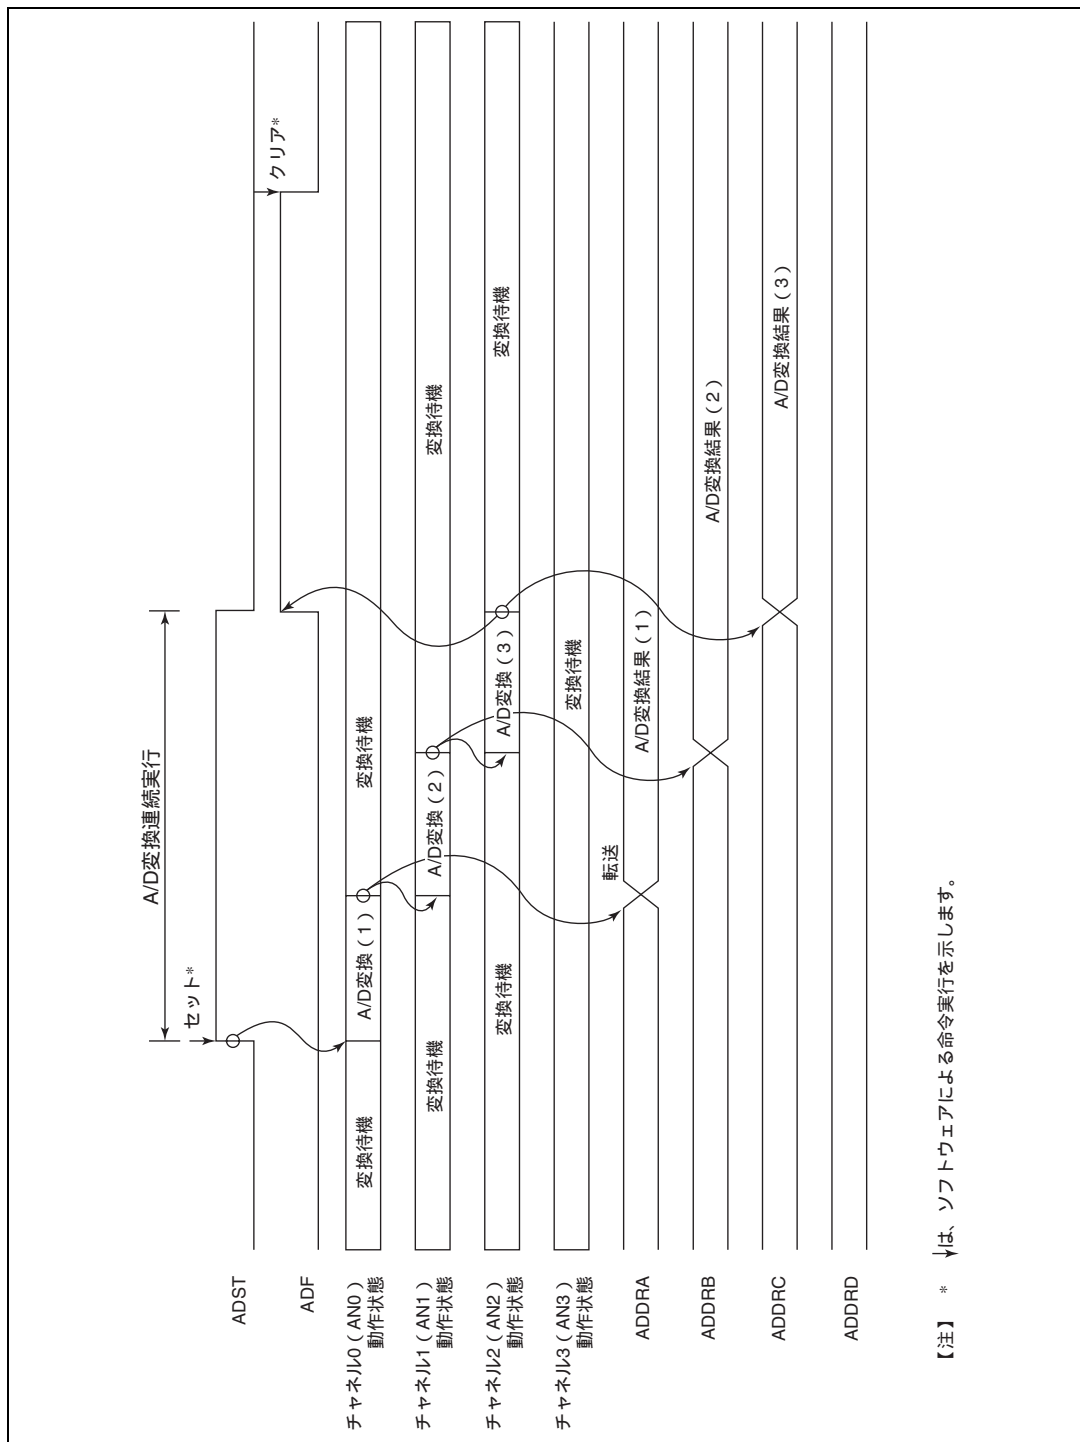 A/D変換連続実行
セット*
クリア*
ADST
ADF
チャネル0（AN0）
動作状態
変換待機
A/D変換（1）
変換待機
チャネル1（AN1）
動作状態
変換待機
A/D変換（2）
変換待機
チャネル2（AN2）
動作状態
変換待機
A/D変換（3）
変換待機
チャネル3（AN3）
動作状態
変換待機
転送
ADDRA
A/D変換結果（1）
ADDRB
A/D変換結果（2）
ADDRC
A/D変換結果（3）
ADDRD
【注】 * ↓は、ソフトウェアによる命令実行を示します。